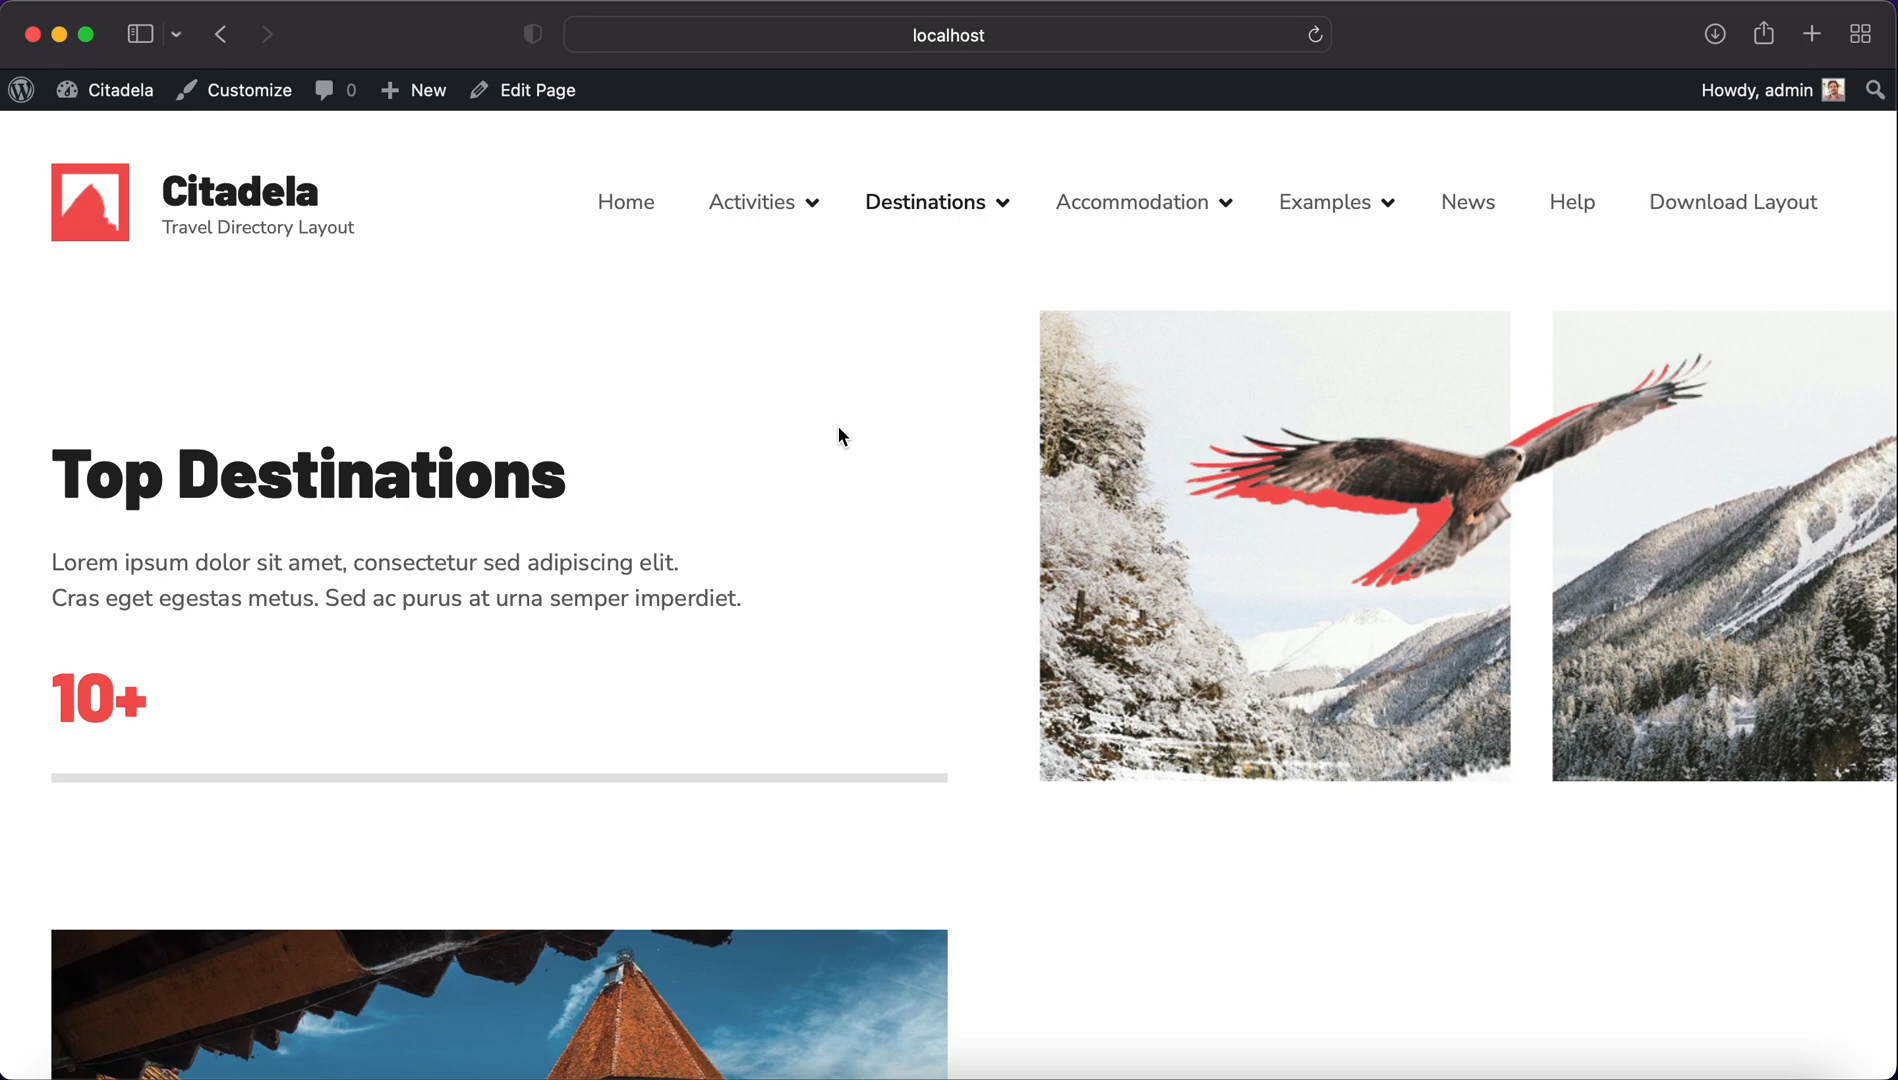 localhost
Citadela
Customize
0
New
Edit Page
Howdy, admin
Citadela
Travel Directory Layout
Home
Activities
Destinations
Accommodation
Examples
News
Help
Download Layout
Top Destinations
Lorem ipsum dolor sit amet, consectetur sed adipiscing elit.
Cras eget egestas metus. Sed ac purus at urna semper imperdiet.
10+